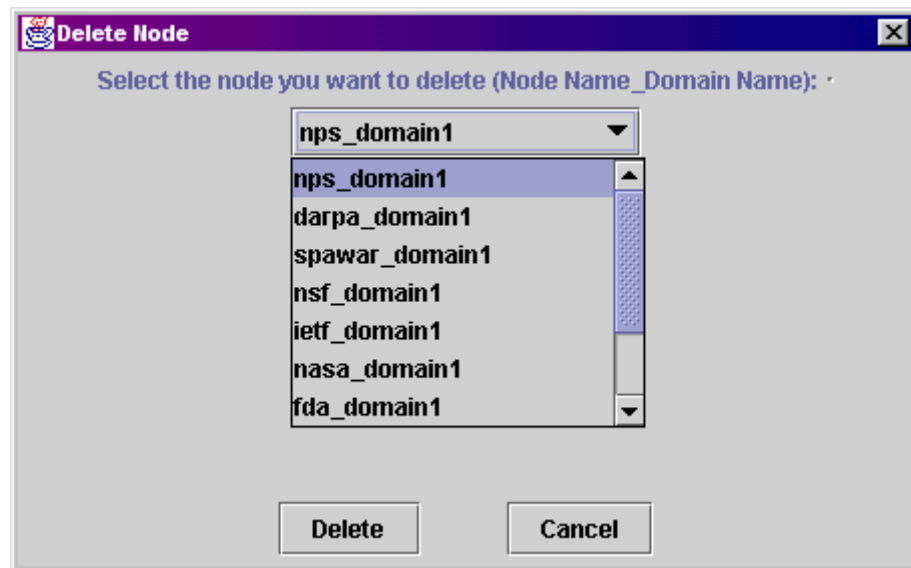 Delete Node
Select the node you want to delete (Node Name_Domain Name):
nps_domain1
nps_domain1
darpa_domain1
spawar_domain1
nsf_domain1
ietf_domain1
nasa_domain1
fda_domain1
Delete Cancel